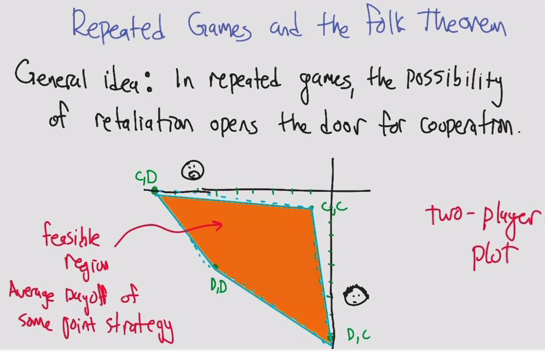 Repeated Games and the Folk Theorem
General idea: In repeated games, the possibility
of retaliation opens the door for cooperation.
C,D
C,C
two-player
plot
feasible
region
Average payoff of
some joint strategy
D,D
D,C